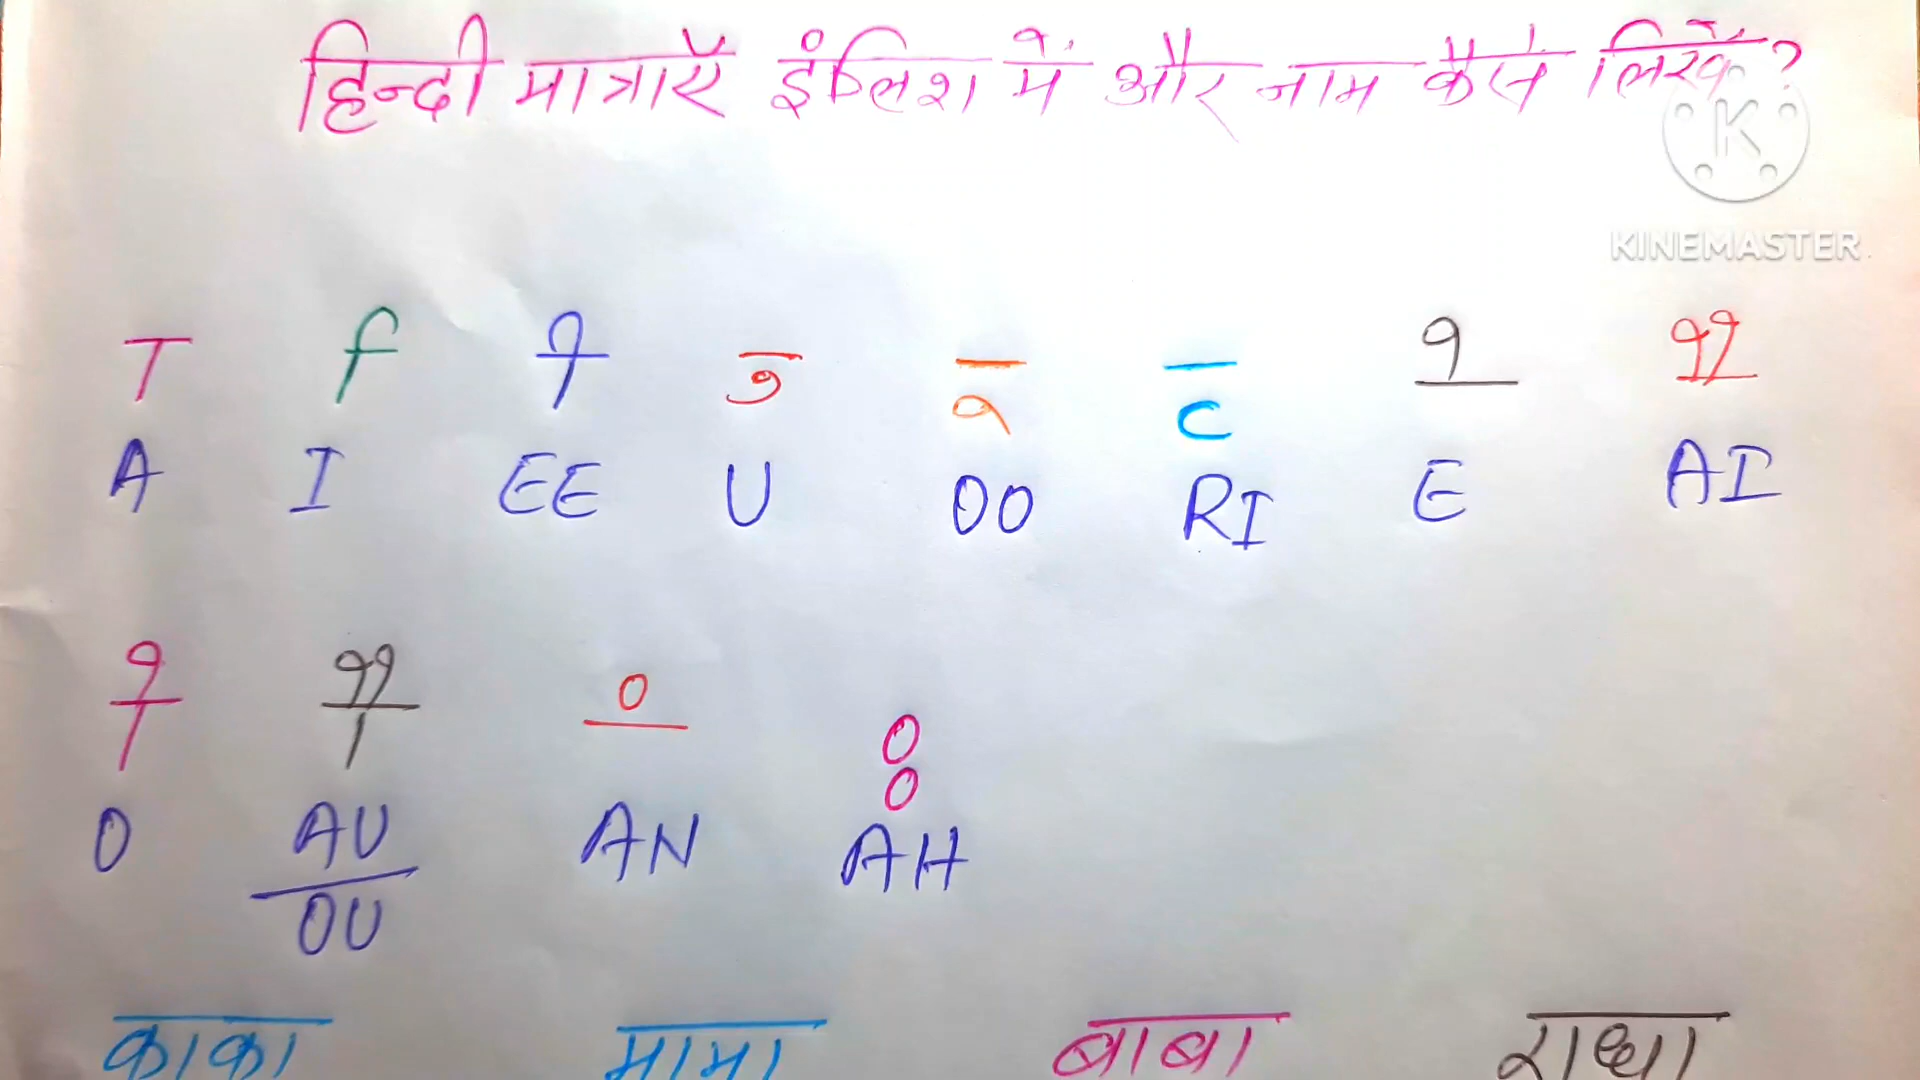 हिन्दी मात्राऍ इंग्लिश में और नाम कैसे लिखें?
KINEMASTER
ा ि ी ु ू ृ े ै
A I EE U OO RI E AI
ो ौ ं ः
O AU AN AH
OU
काका मामा बाबा राधा